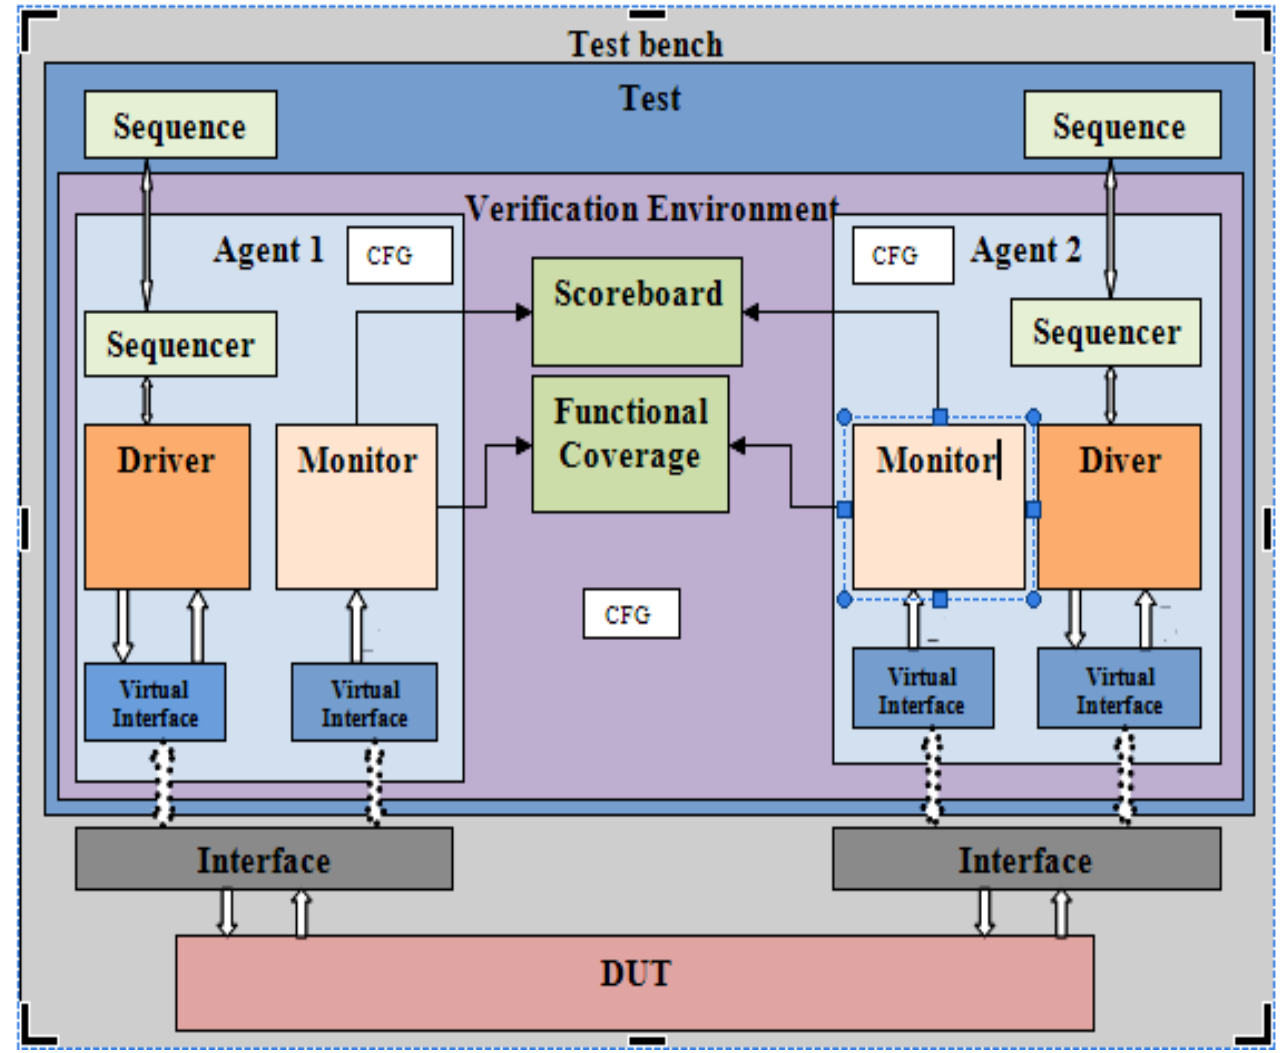 Test bench
Test
Sequence
Sequence
Verification Environment
Agent 1
CFG
CFG
Agent 2
Scoreboard
Sequencer
Sequencer
Functional
Coverage
Driver
Monitor
Monitor
Diver
CFG
Virtual
Interface
Virtual
Interface
Virtual
Interface
Virtual
Interface
Interface
Interface
DUT